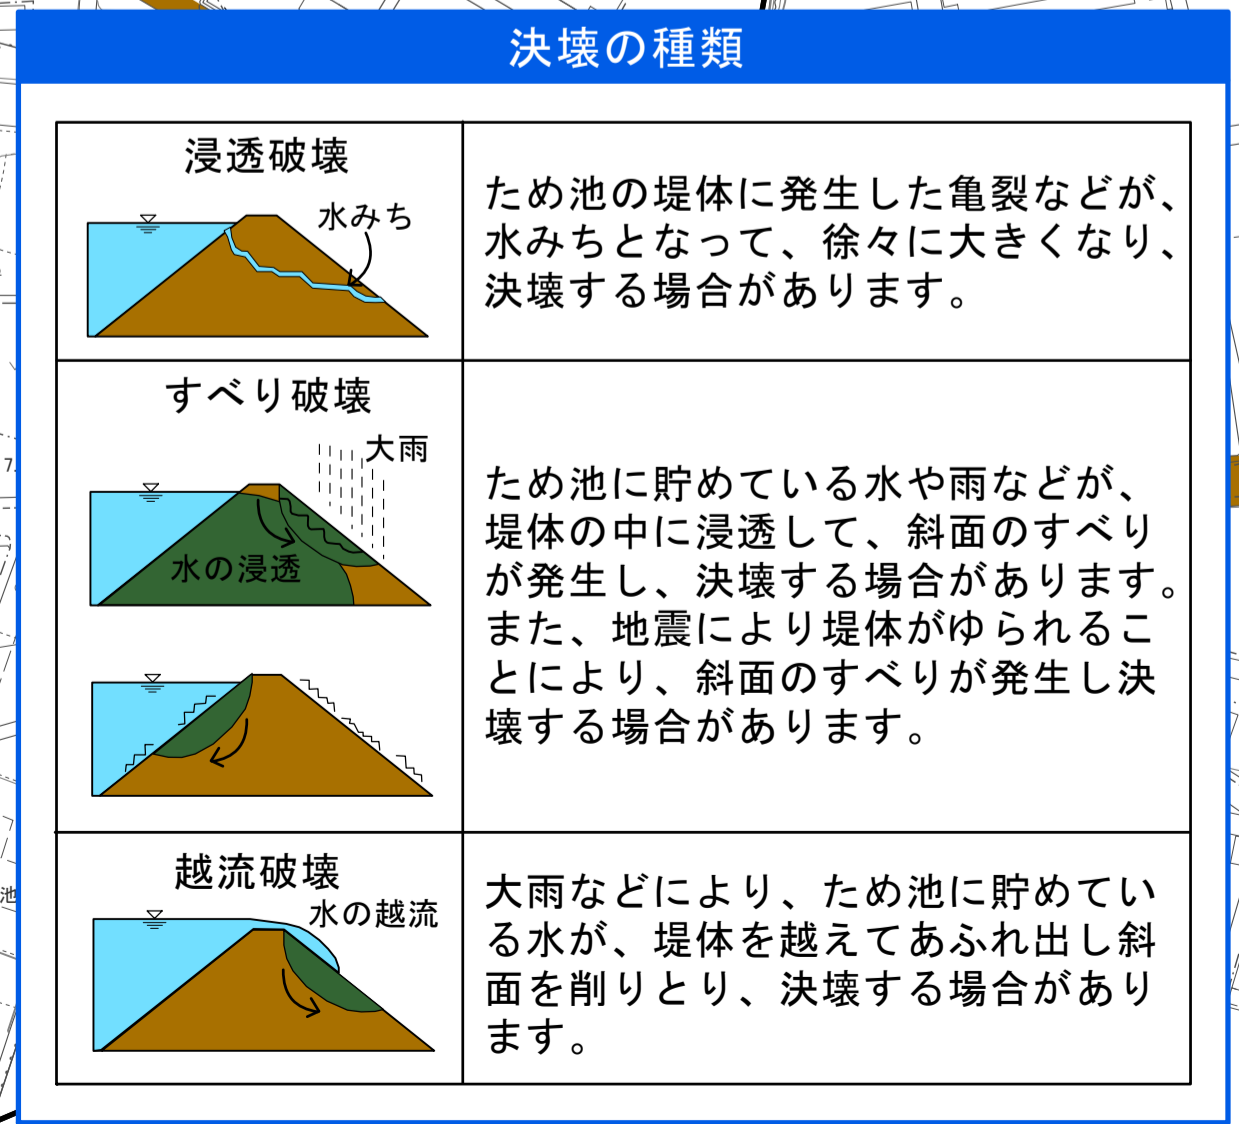 決壊の種類
浸透破壊
水みち
ため池の堤体に発生した亀裂などが、
水みちとなって、徐々に大きくなり、
決壊する場合があります。
すべり破壊
大雨
水の浸透
ため池に貯めている水や雨などが、
堤体の中に浸透して、斜面のすべり
が発生し、決壊する場合があります。
また、地震により堤体がゆられるこ
とにより、斜面のすべりが発生し決
壊する場合があります。
越流破壊
水の越流
大雨などにより、ため池に貯めてい
る水が、堤体を越えてあふれ出し斜
面を削りとり、決壊する場合があり
ます。
7
池